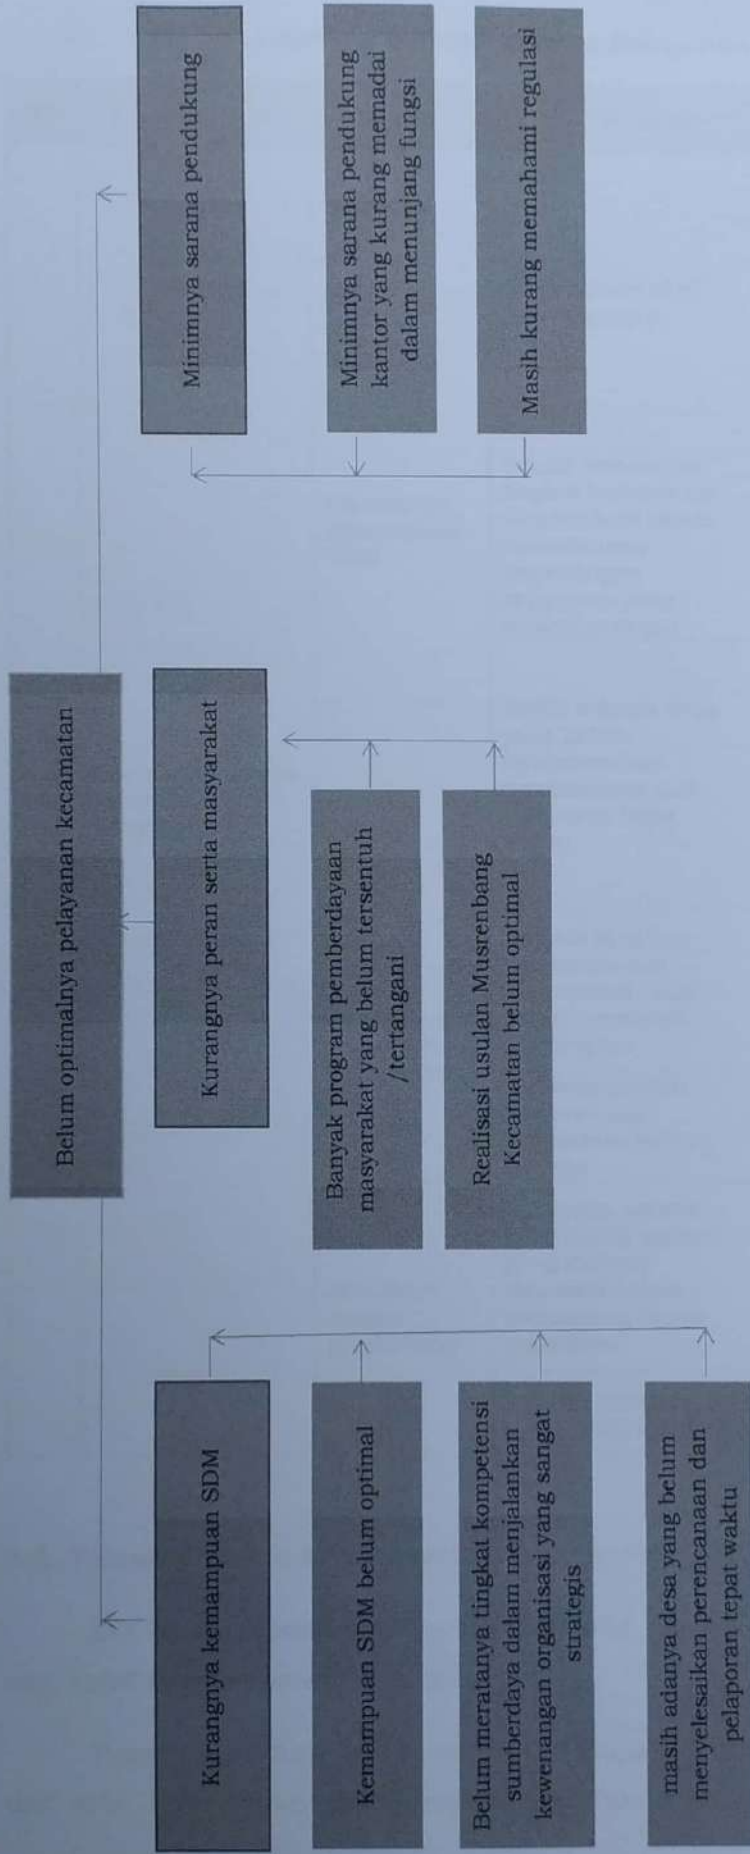 Belum optimalnya pelayanan kecamatan
Kurangnya kemampuan SDM
Kemampuan SDM belum optimal
Belum meratanya tingkat kompetensi
sumberdaya dalam menjalankan
kewenangan organisasi yang sangat
strategis
masih adanya desa yang belum
menyelesaikan perencanaan dan
pelaporan tepat waktu
Kurangnya peran serta masyarakat
Banyak program pemberdayaan
masyarakat yang belum tersentuh
/tertangani
Realisasi usulan Musrenbang
Kecamatan belum optimal
Minimnya sarana pendukung
Minimnya sarana pendukung
kantor yang kurang memadai
dalam menunjang fungsi
Masih kurang memahami regulasi